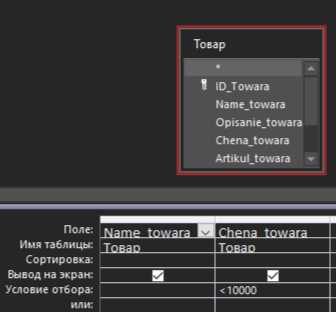 Товар
*
ID_Towara
Name_towara
Opisanie_towara
Chena_towara
Artikul_towara
Поле: Name_towara Chena_towara
Имя таблицы: Товар Товар
Сортировка:
Вывод на экран:
Условие отбора: <10000
или: